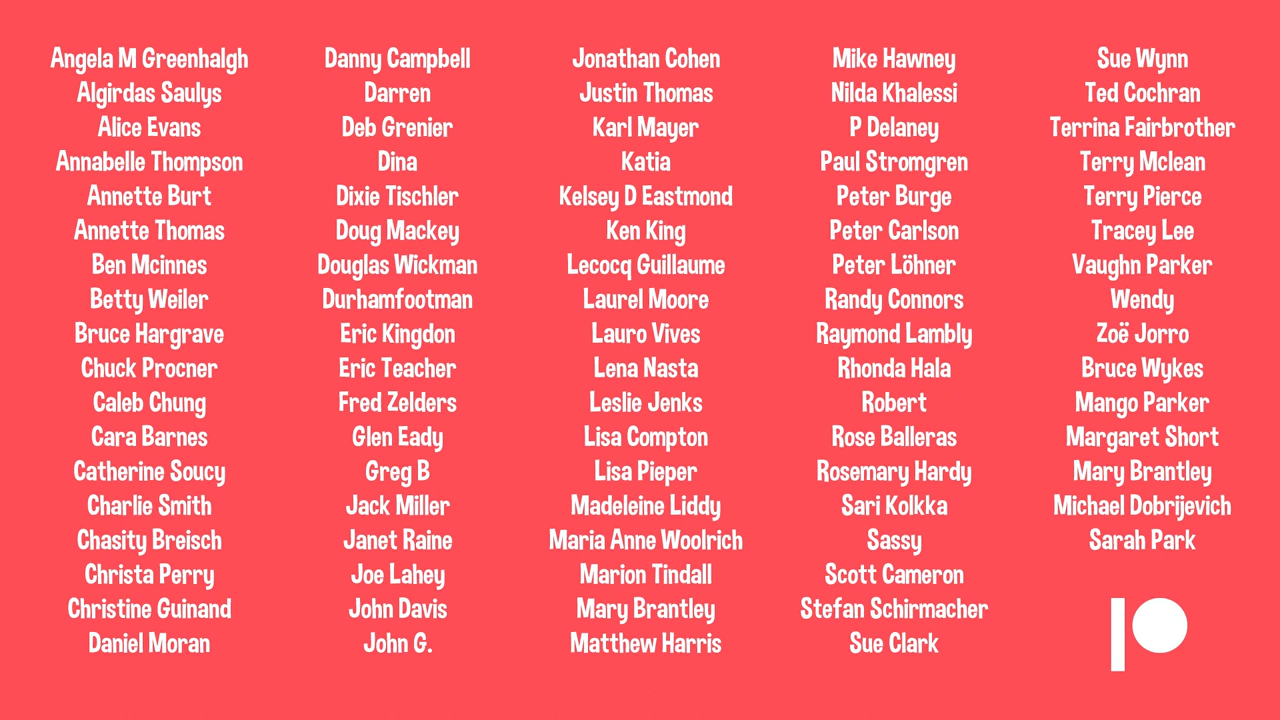 Angela M Greenhalgh
Algirdas Saulys
Alice Evans
Annabelle Thompson
Annette Burt
Annette Thomas
Ben Mcinnes
Betty Weiler
Bruce Hargrave
Chuck Procner
Caleb Chung
Cara Barnes
Catherine Soucy
Charlie Smith
Chasity Breisch
Christa Perry
Christine Guinand
Daniel Moran
Danny Campbell
Darren
Deb Grenier
Dina
Dixie Tischler
Doug Mackey
Douglas Wickman
Durhamfootman
Eric Kingdon
Eric Teacher
Fred Zelders
Glen Eady
Greg B
Jack Miller
Janet Raine
Joe Lahey
John Davis
John G.
Jonathan Cohen
Justin Thomas
Karl Mayer
Katia
Kelsey D Eastmond
Ken King
Lecocq Guillaume
Laurel Moore
Lauro Vives
Lena Nasta
Leslie Jenks
Lisa Compton
Lisa Pieper
Madeleine Liddy
Maria Anne Woolrich
Marion Tindall
Mary Brantley
Matthew Harris
Mike Hawney
Nilda Khalessi
P Delaney
Paul Stromgren
Peter Burge
Peter Carlson
Peter Löhner
Randy Connors
Raymond Lambly
Rhonda Hala
Robert
Rose Balleras
Rosemary Hardy
Sari Kolkka
Sassy
Scott Cameron
Stefan Schirmacher
Sue Clark
Sue Wynn
Ted Cochran
Terrina Fairbrother
Terry Mclean
Terry Pierce
Tracey Lee
Vaughn Parker
Wendy
Zoë Jorro
Bruce Wykes
Mango Parker
Margaret Short
Mary Brantley
Michael Dobrijevich
Sarah Park